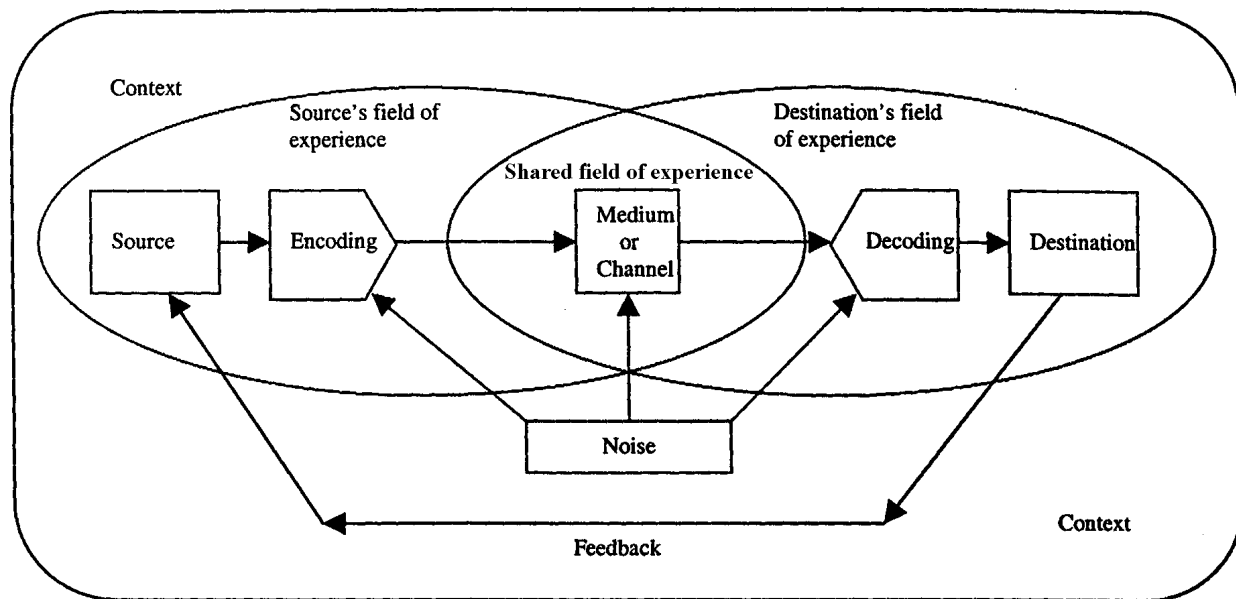 Context
Source's field of
experience
Destination's field
of experience
Shared field of experience
Source
Encoding
Medium
or
Channel
Decoding
Destination
Noise
Feedback
Context